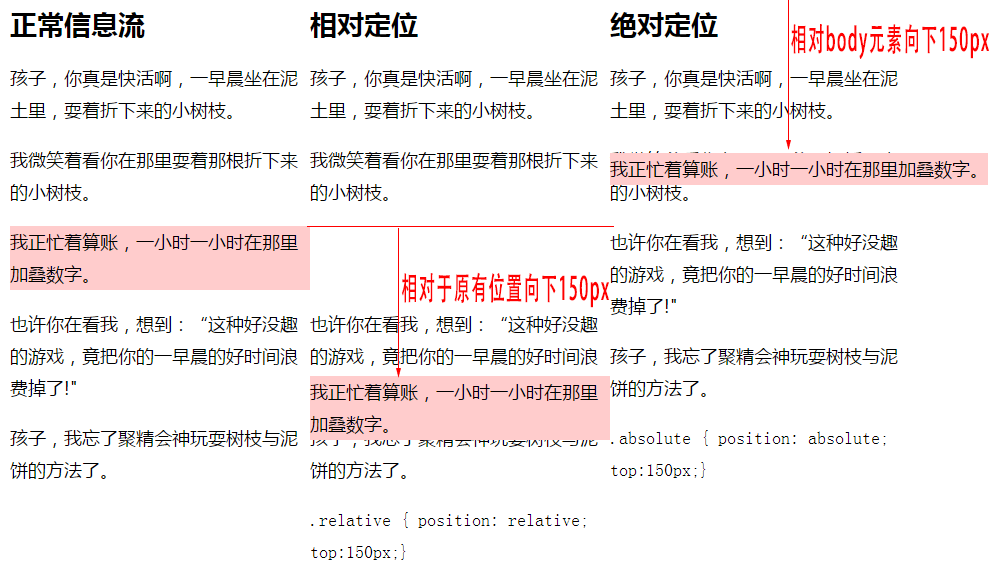 正常信息流
孩子，你真是快活啊，一早晨坐在泥
土里，耍着折下来的小树枝。
我微笑着看你在那里耍着那根折下来
的小树枝。
我正忙着算账，一小时一小时在那里
加叠数字。
也许你在看我，想到：“这种好没趣
的游戏，竟把你的一早晨的好时间浪
费掉了!"
孩子，我忘了聚精会神玩耍树枝与泥
饼的方法了。
相对定位
孩子，你真是快活啊，一早晨坐在泥
土里，耍着折下来的小树枝。
我微笑着看你在那里耍着那根折下来
的小树枝。
相对于原有位置向下150px
也许你在看我，想到：“这种好没趣
的游戏，竟把你的一早晨的好时间浪
我正忙着算账，一小时一小时在那里
加叠数字。
孩子，我忘了聚精会神玩耍树枝与泥
饼的方法了。
.relative { position: relative;
top:150px;}
绝对定位
相对body元素向下150px
孩子，你真是快活啊，一早晨坐在泥
土里，耍着折下来的小树枝。
我正忙着算账，一小时一小时在那里加叠数字。
的小树枝。
也许你在看我，想到：“这种好没趣
的游戏，竟把你的一早晨的好时间浪
费掉了!"
孩子，我忘了聚精会神玩耍树枝与泥
饼的方法了。
.absolute { position: absolute;
top:150px;}